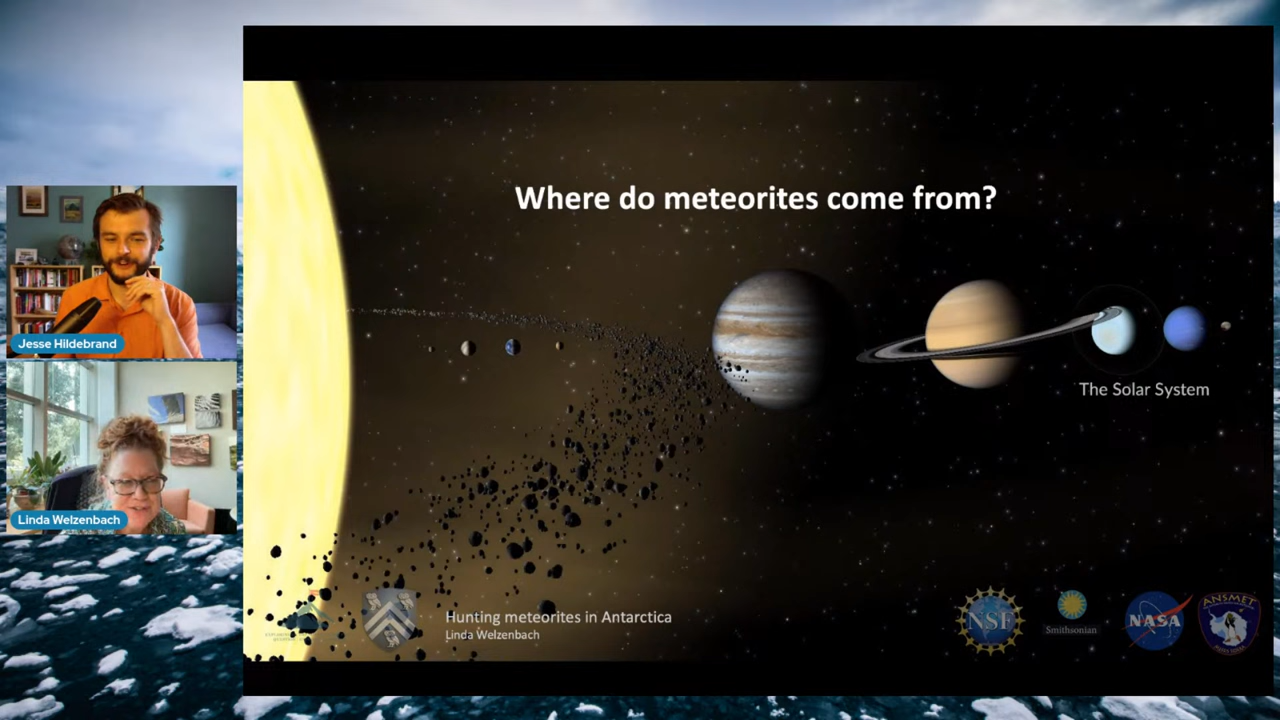 Where do meteorites come from?
Jesse Hildebrand
The Solar System
Linda Welzenbach
Hunting meteorites in Antarctica
Linda Welzenbach
NSF
Smithsonian
NASA
ANSMET